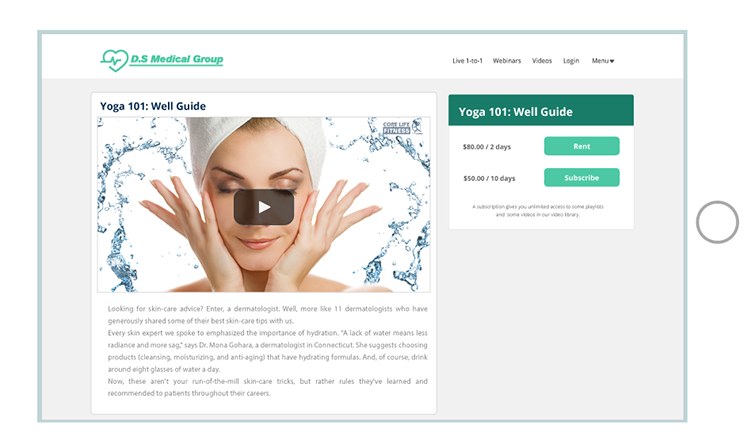 D.S Medical Group
Live 1-to-1 Webinars Videos Login Menu
Yoga 101: Well Guide
CORE LIFE
FITNESS
Looking for skin-care advice? Enter, a dermatologist. Well, more like 11 dermatologists who have
generously shared some of their best skin-care tips with us.
Every skin expert we spoke to emphasized the importance of hydration. "A lack of water means less
radiance and more sag," says Dr. Mona Gohara, a dermatologist in Connecticut. She suggests choosing
products (cleansing, moisturizing, and anti-aging) that have hydrating formulas. And, of course, drink
around eight glasses of water a day.
Now, these aren't your run-of-the-mill skin-care tricks, but rather rules they've learned and
recommended to patients throughout their careers.
Yoga 101: Well Guide
$80.00 / 2 days Rent
$50.00 / 10 days Subscribe
A subscription gives you unlimited access to some playlists
and some videos in our video library.